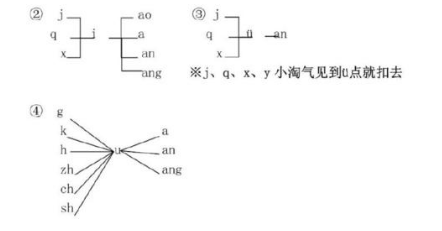 ② j ao ③ j
q i a q ü an
x an x
ang ※j、q、x、y 小淘气见到ü点就扣去
④ g
k a
h u an
zh ang
ch
sh